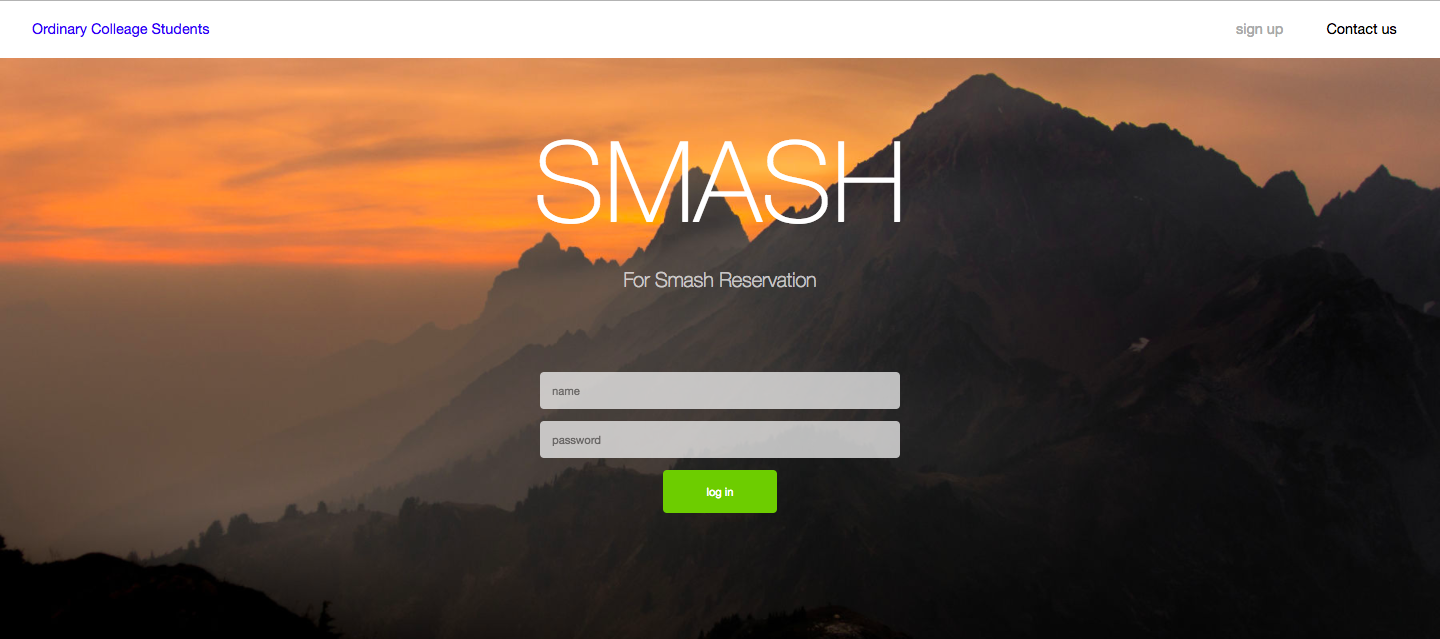 Ordinary Colleage Students
sign up
Contact us
SMASH
For Smash Reservation
name
password
log in